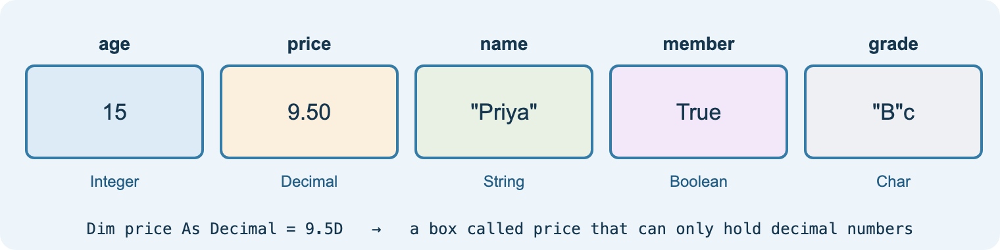 age price name member grade
15 9.50 "Priya" True "B"c
Integer Decimal String Boolean Char
Dim price As Decimal = 9.5D → a box called price that can only hold decimal numbers